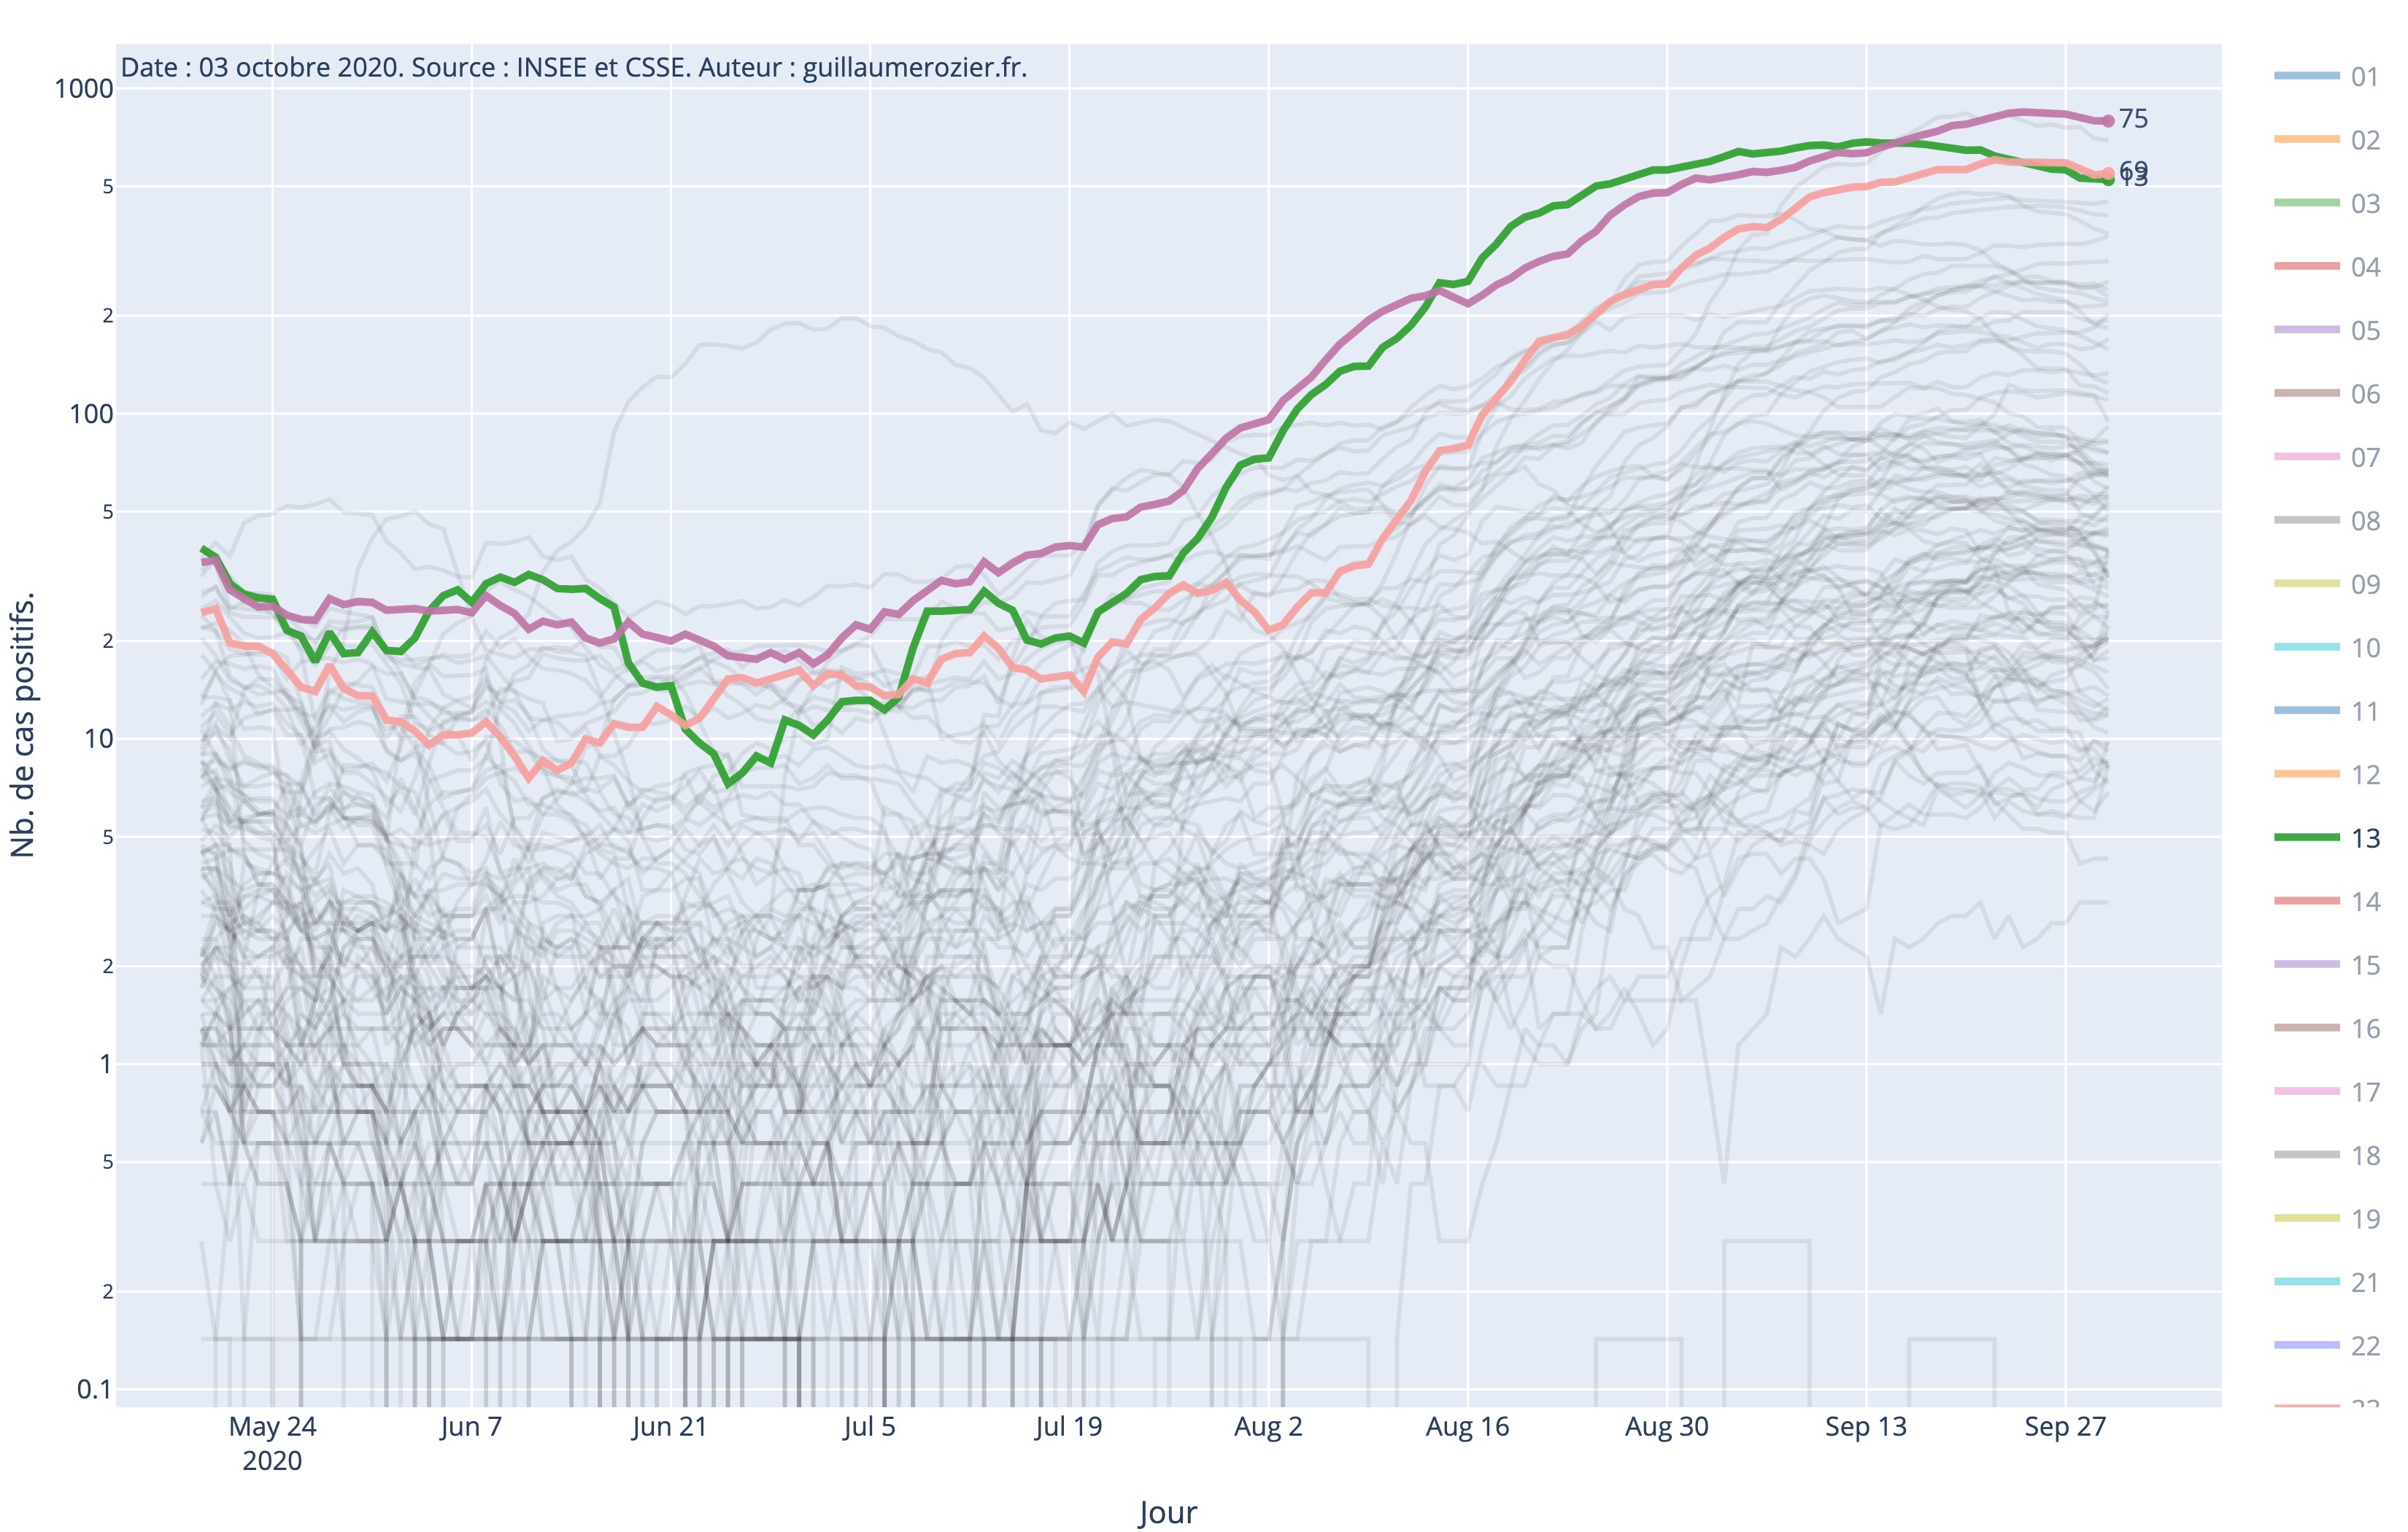 Date : 03 octobre 2020. Source : INSEE et CSSE. Auteur : guillaumerozier.fr.
1000
5
2
100
5
2
10
5
2
1
5
2
0.1
Nb. de cas positifs.
75
69
13
May 24
2020
Jun 7
Jun 21
Jul 5
Jul 19
Aug 2
Aug 16
Aug 30
Sep 13
Sep 27
Jour
01
02
03
04
05
06
07
08
09
10
11
12
13
14
15
16
17
18
19
21
22